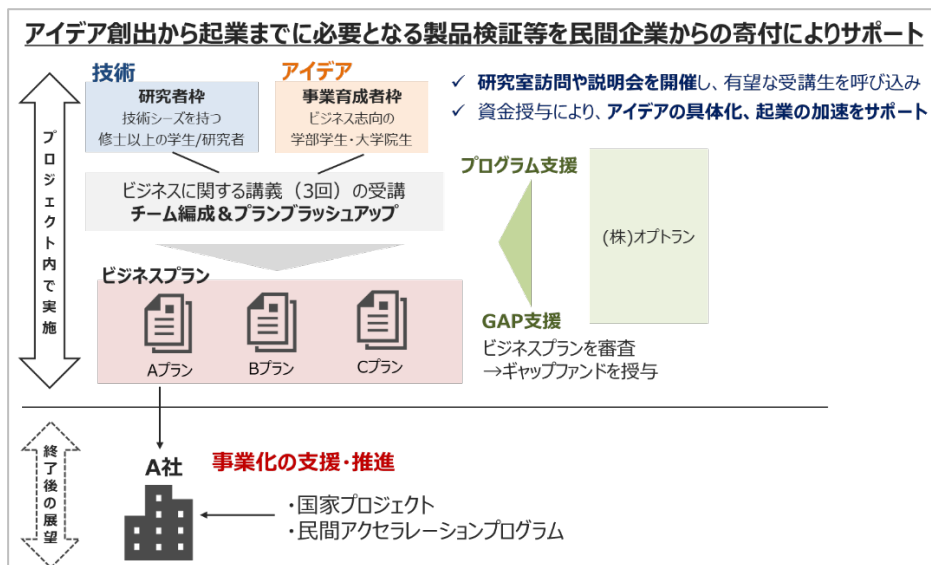 アイデア創出から起業までに必要となる製品検証等を民間企業からの寄付によりサポート
プロジェクト内で実施
技術
アイデア
研究者枠
技術シーズを持つ
修士以上の学生/研究者
事業育成者枠
ビジネス志向の
学部学生・大学院生
✓ 研究室訪問や説明会を開催し、有望な受講生を呼び込み
✓ 資金授与により、アイデアの具体化、起業の加速をサポート
ビジネスに関する講義（3回）の受講
チーム編成＆プランブラッシュアップ
プログラム支援
(株)オプトラン
ビジネスプラン
Aプラン
Bプラン
Cプラン
GAP支援
ビジネスプランを審査
→ギャップファンドを授与
終了後の展望
A社
事業化の支援・推進
・国家プロジェクト
・民間アクセラレーションプログラム